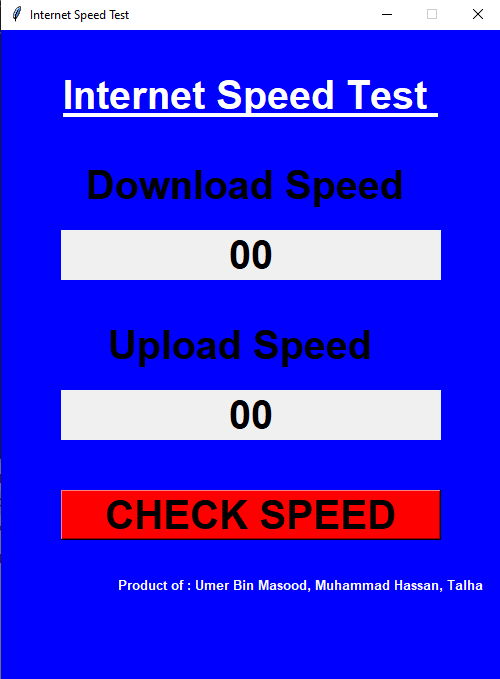 Internet Speed Test
Internet Speed Test
Download Speed
00
Upload Speed
00
CHECK SPEED
Product of : Umer Bin Masood, Muhammad Hassan, Talha